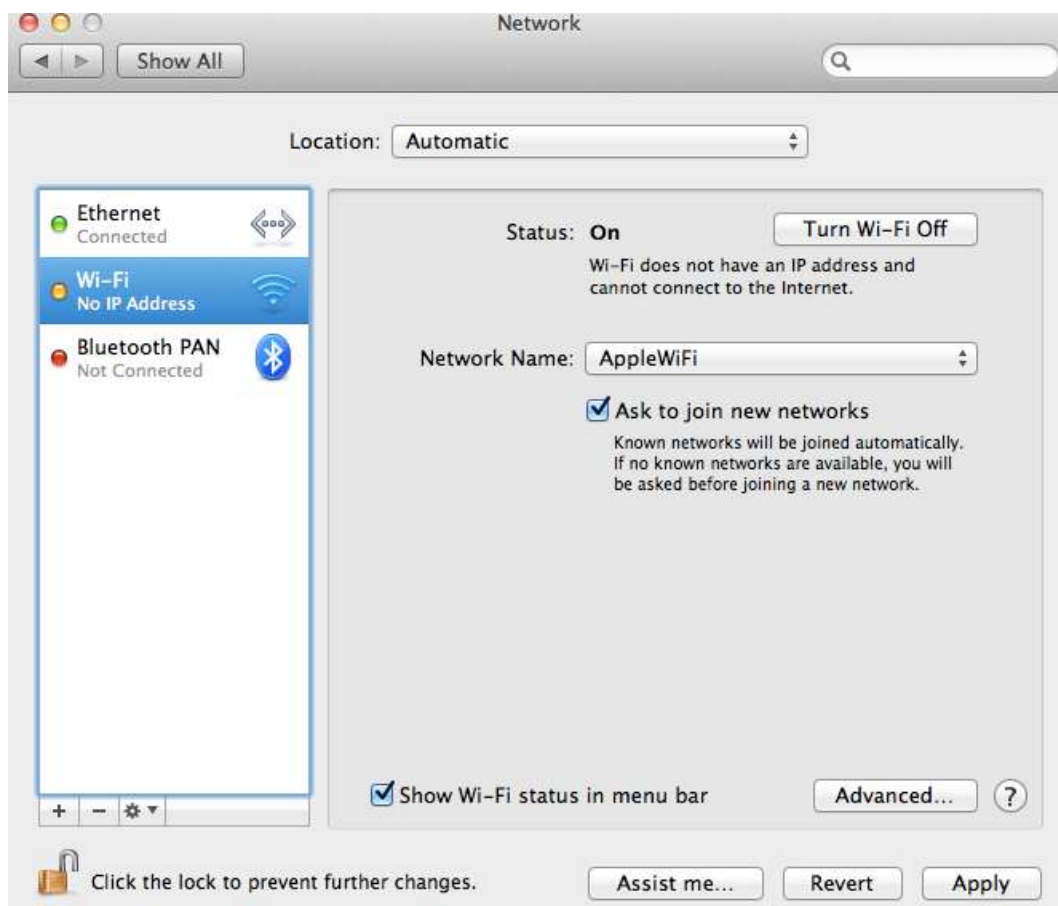 Network
Show All
Location: Automatic
Ethernet
Connected
Wi-Fi
No IP Address
Bluetooth PAN
Not Connected
Status: On
Turn Wi-Fi Off
Wi-Fi does not have an IP address and
cannot connect to the Internet.
Network Name: AppleWiFi
Ask to join new networks
Known networks will be joined automatically.
If no known networks are available, you will
be asked before joining a new network.
Show Wi-Fi status in menu bar
Advanced...
?
+ −
Click the lock to prevent further changes.
Assist me...
Revert
Apply